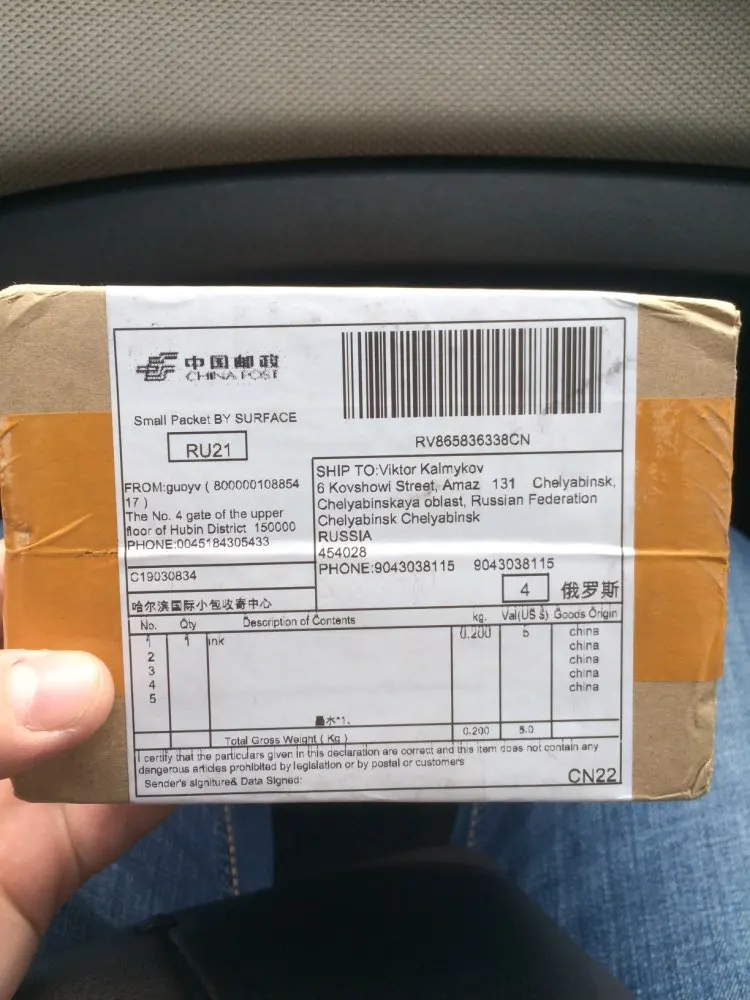 中国邮政
CHINA POST
Small Packet BY SURFACE
RU21
RV865836338CN
FROM:guoyv ( 800000108854
17 )
The No. 4 gate of the upper
floor of Hubin District 150000
PHONE:0045184305433
C19030834
哈尔滨国际小包收寄中心
SHIP TO:Viktor Kalmykov
6 Kovshowi Street, Amaz 131 Chelyabinsk,
Chelyabinskaya oblast, Russian Federation
Chelyabinsk Chelyabinsk
RUSSIA
454028
PHONE:9043038115 9043038115
4 俄罗斯
No. Qty Description of Contents kg. Val(US $) Goods Origin
1 1 ink 0.200 5 china
2 china
3 china
4 china
5 china
墨水*1、
Total Gross Weight ( Kg ) 0.200 5.0
I certify that the particulars given in this declaration are correct and this item does not contain any
dangerous articles prohibited by legislation or by postal or customers
Sender's signiture& Data Signed:
CN22